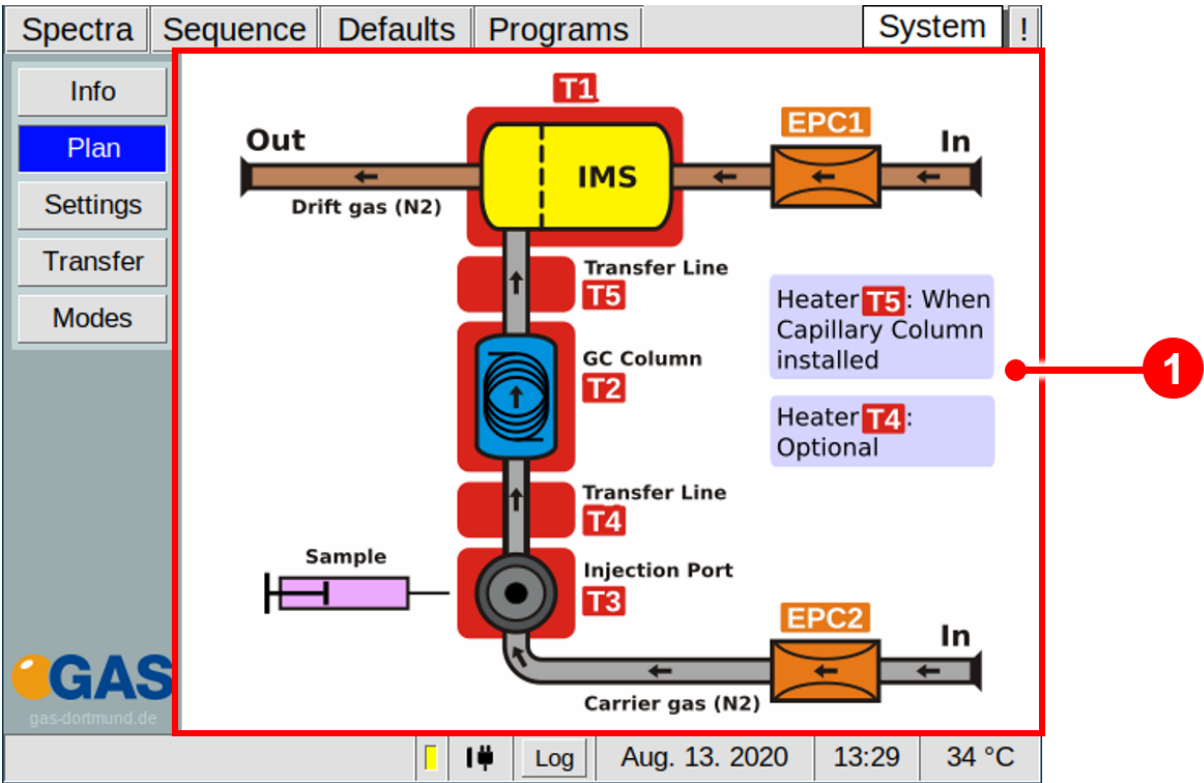 Spectra Sequence Defaults Programs System !
Info
Plan
Settings
Transfer
Modes
T1
EPC1
Out
In
IMS
Drift gas (N2)
Transfer Line
T5
Heater T5: When
Capillary Column
installed
1
GC Column
T2
Heater T4:
Optional
Transfer Line
T4
Sample
Injection Port
T3
EPC2
In
Carrier gas (N2)
GAS
gas-dortmund.de
Log Aug. 13. 2020 13:29 34 °C